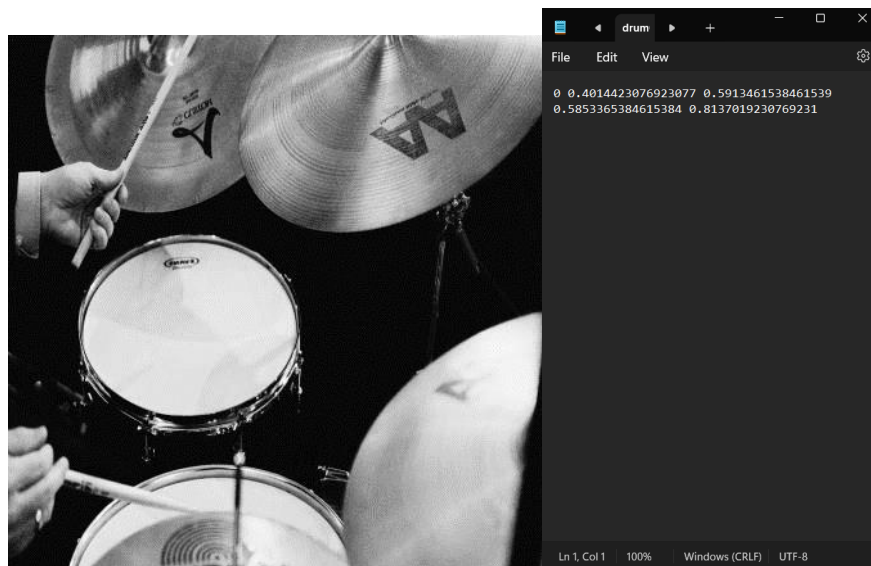 AA
drum
File Edit View
0 0.4014423076923077 0.5913461538461539
0.5853365384615384 0.8137019230769231
Ln 1, Col 1 100% Windows (CRLF) UTF-8